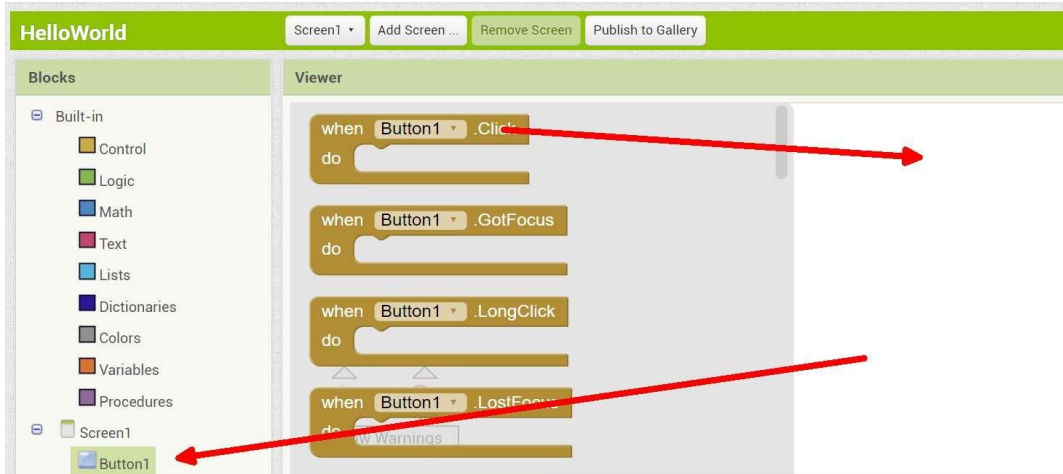 HelloWorld
Screen1 Add Screen ... Remove Screen Publish to Gallery
Blocks
Viewer
Built-in
Control
Logic
Math
Text
Lists
Dictionaries
Colors
Variables
Procedures
Screen1
Button1
when Button1 .Click
do
when Button1 .GotFocus
do
when Button1 .LongClick
do
when Button1 .LostFocus
do
w Warnings